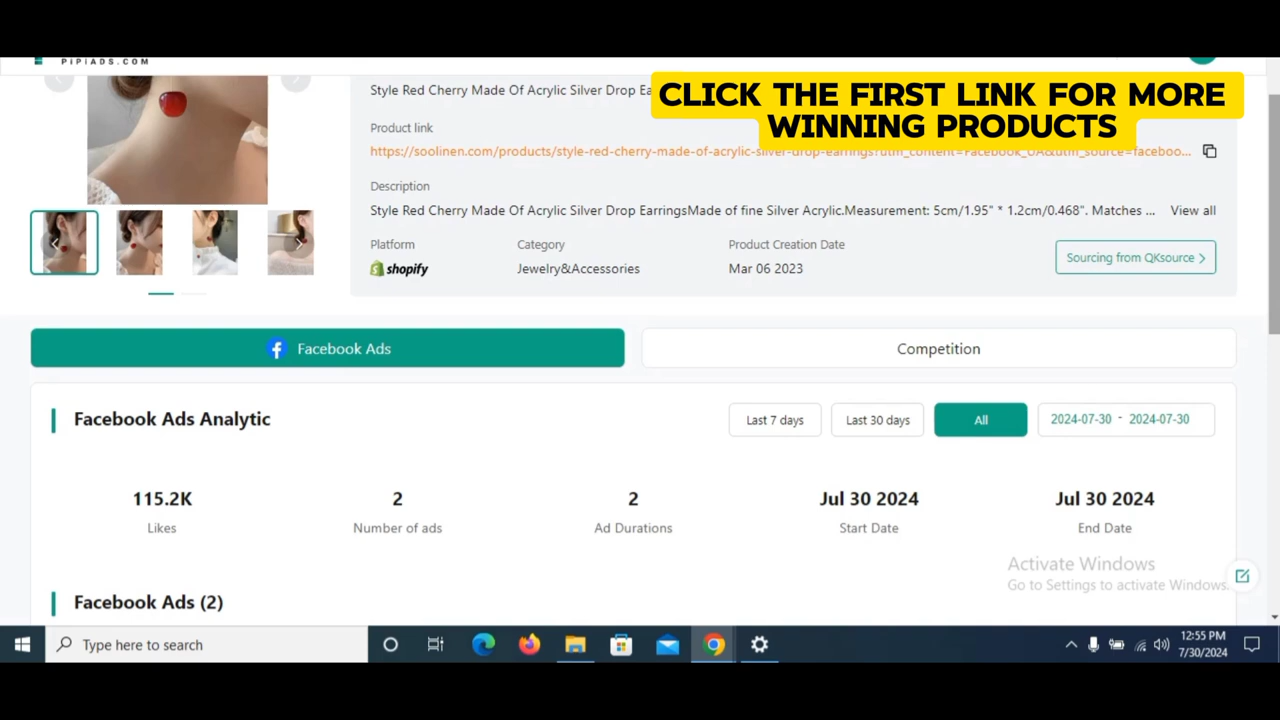 PIPIADS.COM
CLICK THE FIRST LINK FOR MORE
WINNING PRODUCTS
Style Red Cherry Made Of Acrylic Silver Drop Ea
Product link
https://soolinen.com/products/style-red-cherry-made-of-acrylic-silver-drop-earrings?utm_content=Facebook_UA&utm_source=faceboo...
Description
Style Red Cherry Made Of Acrylic Silver Drop EarringsMade of fine Silver Acrylic.Measurement: 5cm/1.95" * 1.2cm/0.468". Matches ... View all
Platform Category Product Creation Date
shopify Jewelry&Accessories Mar 06 2023
Sourcing from QKsource >
Facebook Ads Competition
Facebook Ads Analytic Last 7 days Last 30 days All 2024-07-30 - 2024-07-30
115.2K 2 2 Jul 30 2024 Jul 30 2024
Likes Number of ads Ad Durations Start Date End Date
Activate Windows
Go to Settings to activate Windows.
Facebook Ads (2)
Type here to search 12:55 PM
7/30/2024